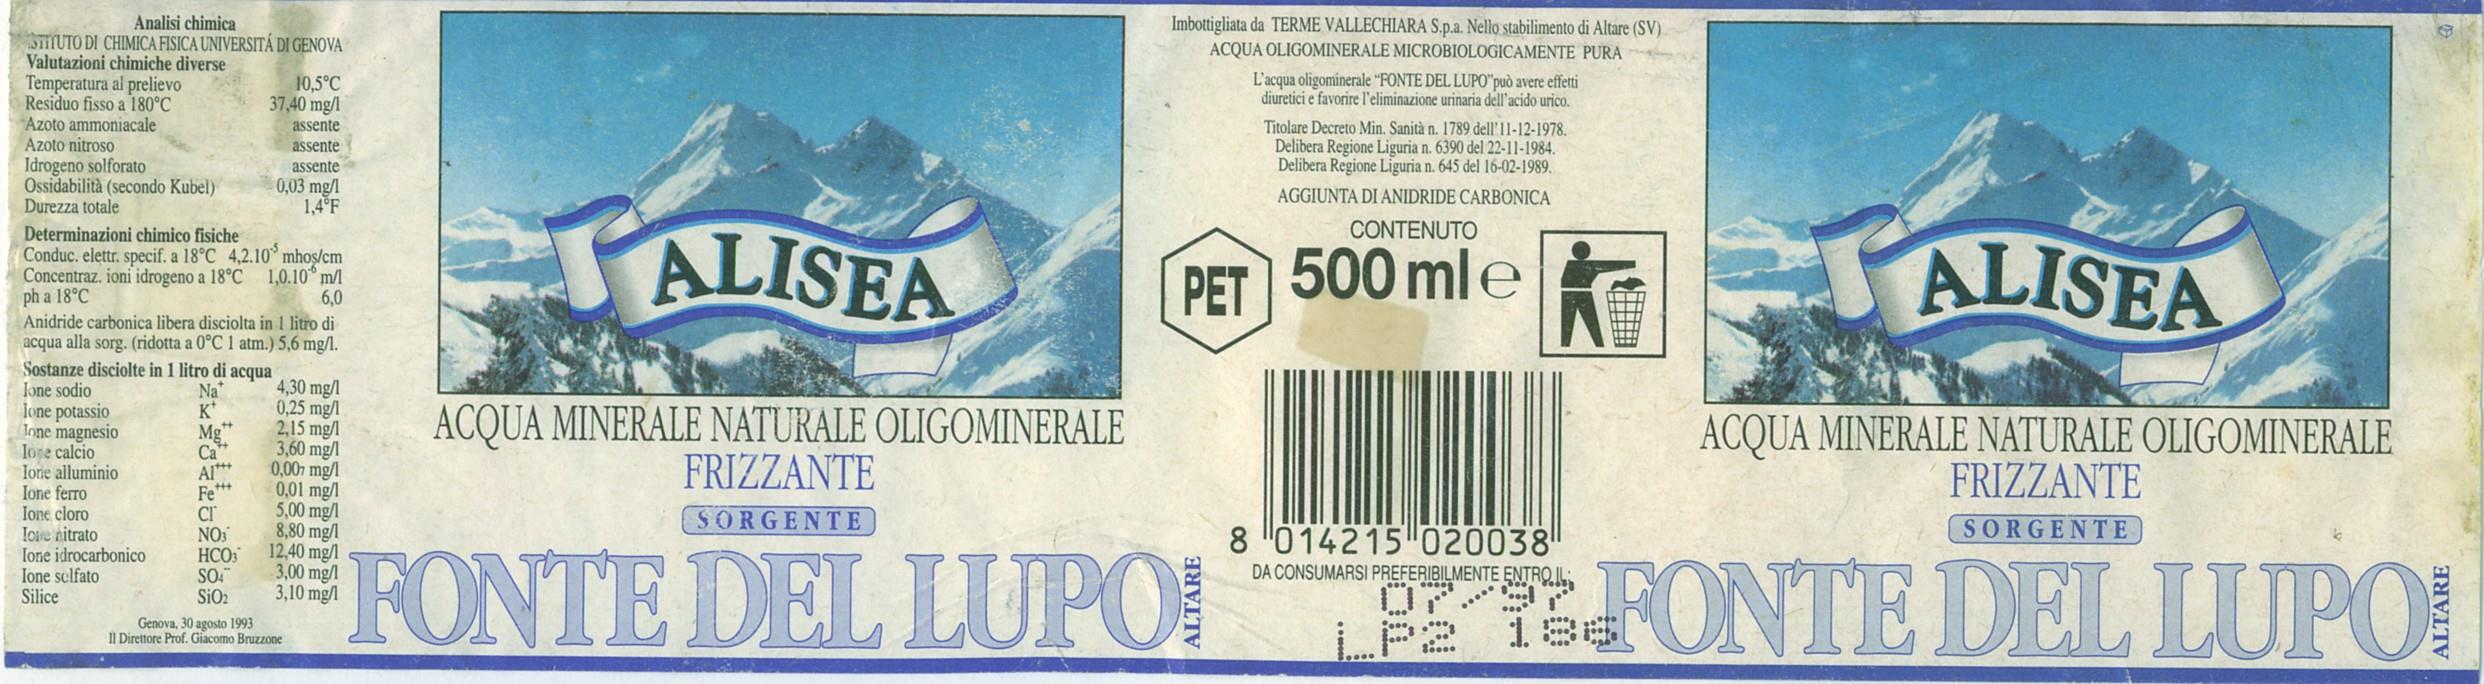 Analisi chimica
ISTITUTO DI CHIMICA FISICA UNIVERSITÁ DI GENOVA
Valutazioni chimiche diverse
Temperatura al prelievo 10,5°C
Residuo fisso a 180°C 37,40 mg/l
Azoto ammoniacale assente
Azoto nitroso assente
Idrogeno solforato assente
Ossidabilità (secondo Kubel) 0,03 mg/l
Durezza totale 1,4°F
Determinazioni chimico fisiche
Conduc. elettr. specif. a 18°C 4,2.10⁻⁵ mhos/cm
Concentraz. ioni idrogeno a 18°C 1,0.10⁻⁶ m/l
ph a 18°C 6,0
Anidride carbonica libera disciolta in 1 litro di
acqua alla sorg. (ridotta a 0°C 1 atm.) 5,6 mg/l.
Sostanze disciolte in 1 litro di acqua
Ione sodio Na⁺ 4,30 mg/l
Ione potassio K⁺ 0,25 mg/l
Ione magnesio Mg⁺⁺ 2,15 mg/l
Ione calcio Ca⁺⁺ 3,60 mg/l
Ione alluminio Al⁺⁺⁺ 0,007 mg/l
Ione ferro Fe⁺⁺⁺ 0,01 mg/l
Ione cloro Cl⁻ 5,00 mg/l
Ione nitrato NO₃⁻ 8,80 mg/l
Ione idrocarbonico HCO₃⁻ 12,40 mg/l
Ione solfato SO₄⁻⁻ 3,00 mg/l
Silice SiO₂ 3,10 mg/l
Genova, 30 agosto 1993
Il Direttore Prof. Giacomo Bruzzone
ALISEA
ACQUA MINERALE NATURALE OLIGOMINERALE
FRIZZANTE
SORGENTE
FONTE DEL LUPO
ALTARE
Imbottigliata da TERME VALLECHIARA S.p.a. Nello stabilimento di Altare (SV)
ACQUA OLIGOMINERALE MICROBIOLOGICAMENTE PURA
L'acqua oligominerale “FONTE DEL LUPO”può avere effetti
diuretici e favorire l'eliminazione urinaria dell'acido urico.
Titolare Decreto Min. Sanità n. 1789 dell'11-12-1978.
Delibera Regione Liguria n. 6390 del 22-11-1984.
Delibera Regione Liguria n. 645 del 16-02-1989.
AGGIUNTA DI ANIDRIDE CARBONICA
CONTENUTO
PET
500 ml e
8 014215 020038
DA CONSUMARSI PREFERIBILMENTE ENTRO IL:
07/97
LP2 186
ALISEA
ACQUA MINERALE NATURALE OLIGOMINERALE
FRIZZANTE
SORGENTE
FONTE DEL LUPO
ALTARE